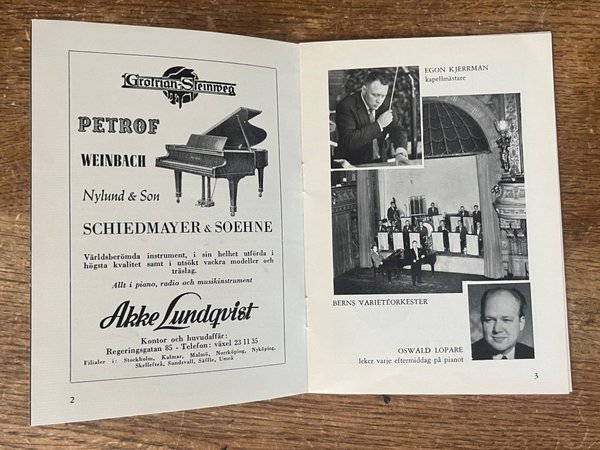 Grotrian-Steinweg
PETROF
WEINBACH
Nylund & Son
SCHIEDMAYER & SOEHNE
Världsberömda instrument, i sin helhet utförda i
högsta kvalitet samt i utsökt vackra modeller och
träslag.
Allt i piano, radio och musikinstrument
Akke Lundqvist
Kontor och huvudaffär:
Regeringsgatan 85 - Telefon: växel 23 11 35
Filialer i: Stockholm, Kalmar, Malmö, Norrköping, Nyköping,
Skellefteå, Sundsvall, Säffle, Umeå
2
EGON KJERRMAN
kapellmästare
BERNS VARIETÉORKESTER
OSWALD LOPARE
leker varje eftermiddag på pianot
3